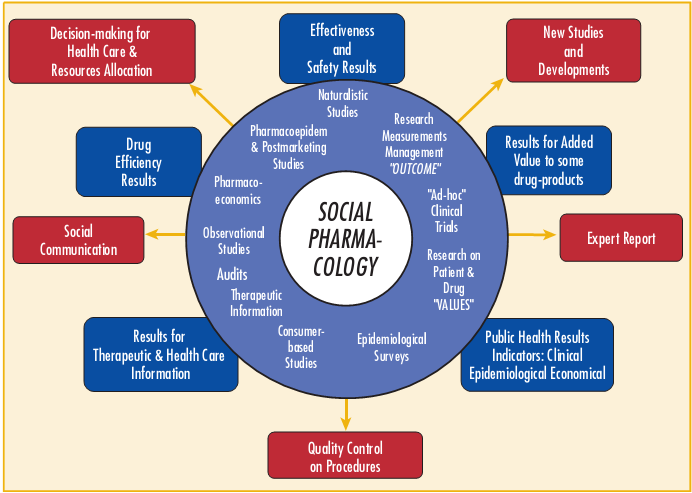 Decision-making for
Health Care &
Resources Allocation
Effectiveness
and
Safety Results
New Studies
and
Developments
Drug
Efficiency
Results
Results for Added
Value to some
drug-products
Social
Communication
Expert Report
Results for
Therapeutic & Health Care
Information
Public Health Results
Indicators: Clinical
Epidemiological Economical
Quality Control
on Procedures
Naturalistic
Studies
Research
Measurements
Management
"OUTCOME"
Pharmacoepidem
& Postmarketing
Studies
Pharmaco-
economics
"Ad-hoc"
Clinical
Trials
Observational
Studies
Audits
Research on
Patient &
Drug
"VALUES"
Therapeutic
Information
Consumer-
based
Studies
Epidemiological
Surveys
SOCIAL
PHARMA-
COLOGY